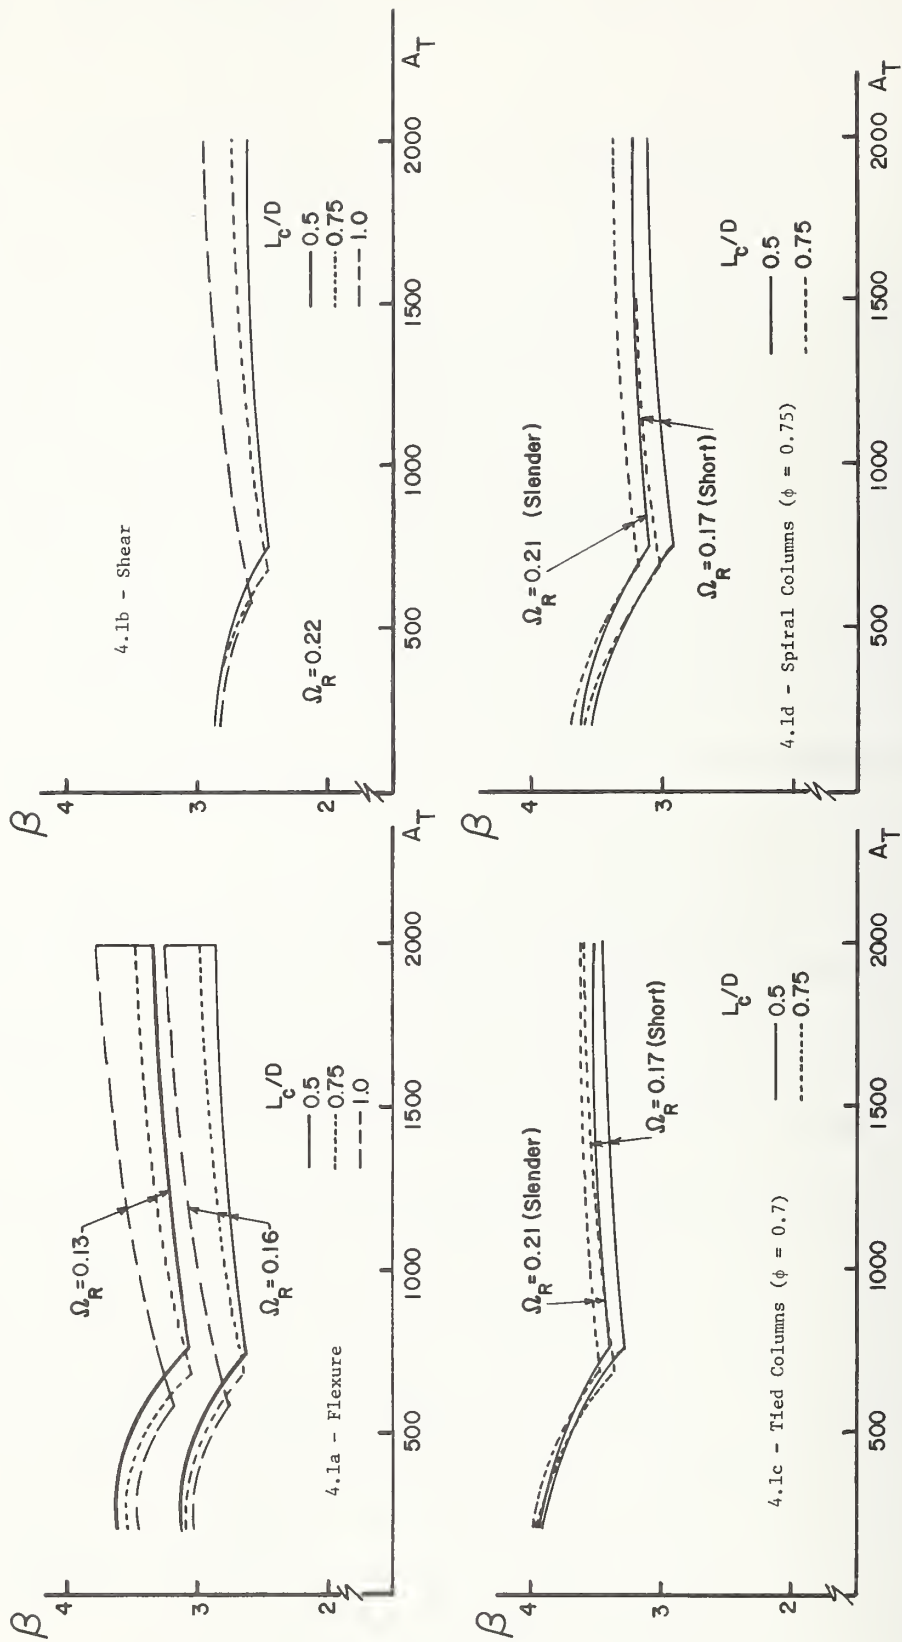 β
4
3
2
500
1000
1500
2000
A_T
Ω_R = 0.13
Ω_R = 0.16
L_c/D
0.5
0.75
1.0
4.1a - Flexure
β
4
3
2
500
1000
1500
2000
A_T
4.1b - Shear
Ω_R = 0.22
L_c/D
0.5
0.75
1.0
β
4
3
2
500
1000
1500
2000
A_T
Ω_R = 0.21 (Slender)
Ω_R = 0.17 (Short)
L_c/D
0.5
0.75
4.1c - Tied Columns (ϕ = 0.7)
β
4
3
2
500
1000
1500
2000
A_T
Ω_R = 0.21 (Slender)
Ω_R = 0.17 (Short)
L_c/D
0.5
0.75
4.1d - Spiral Columns (ϕ = 0.75)